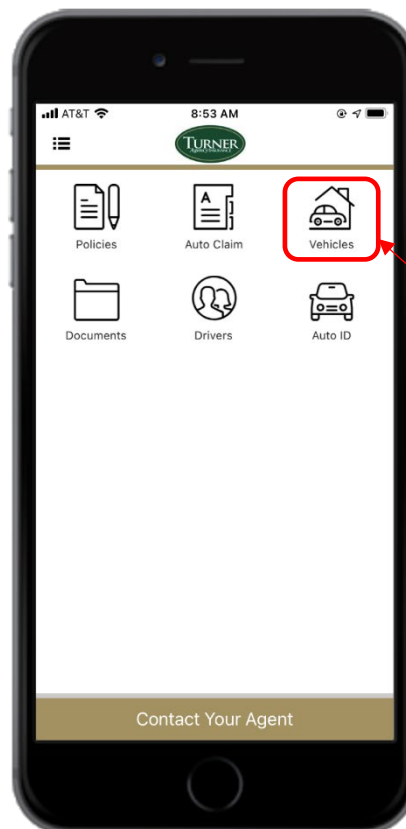 AT&T
8:53 AM
TURNER
Policies
A
Auto Claim
Vehicles
Documents
Drivers
Auto ID
Contact Your Agent